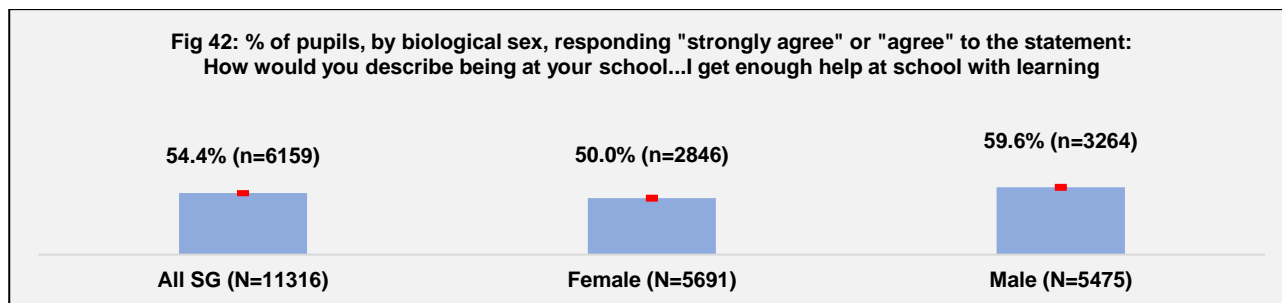 Fig 42: % of pupils, by biological sex, responding "strongly agree" or "agree" to the statement:
How would you describe being at your school...I get enough help at school with learning
54.4% (n=6159)
50.0% (n=2846)
59.6% (n=3264)
All SG (N=11316)
Female (N=5691)
Male (N=5475)